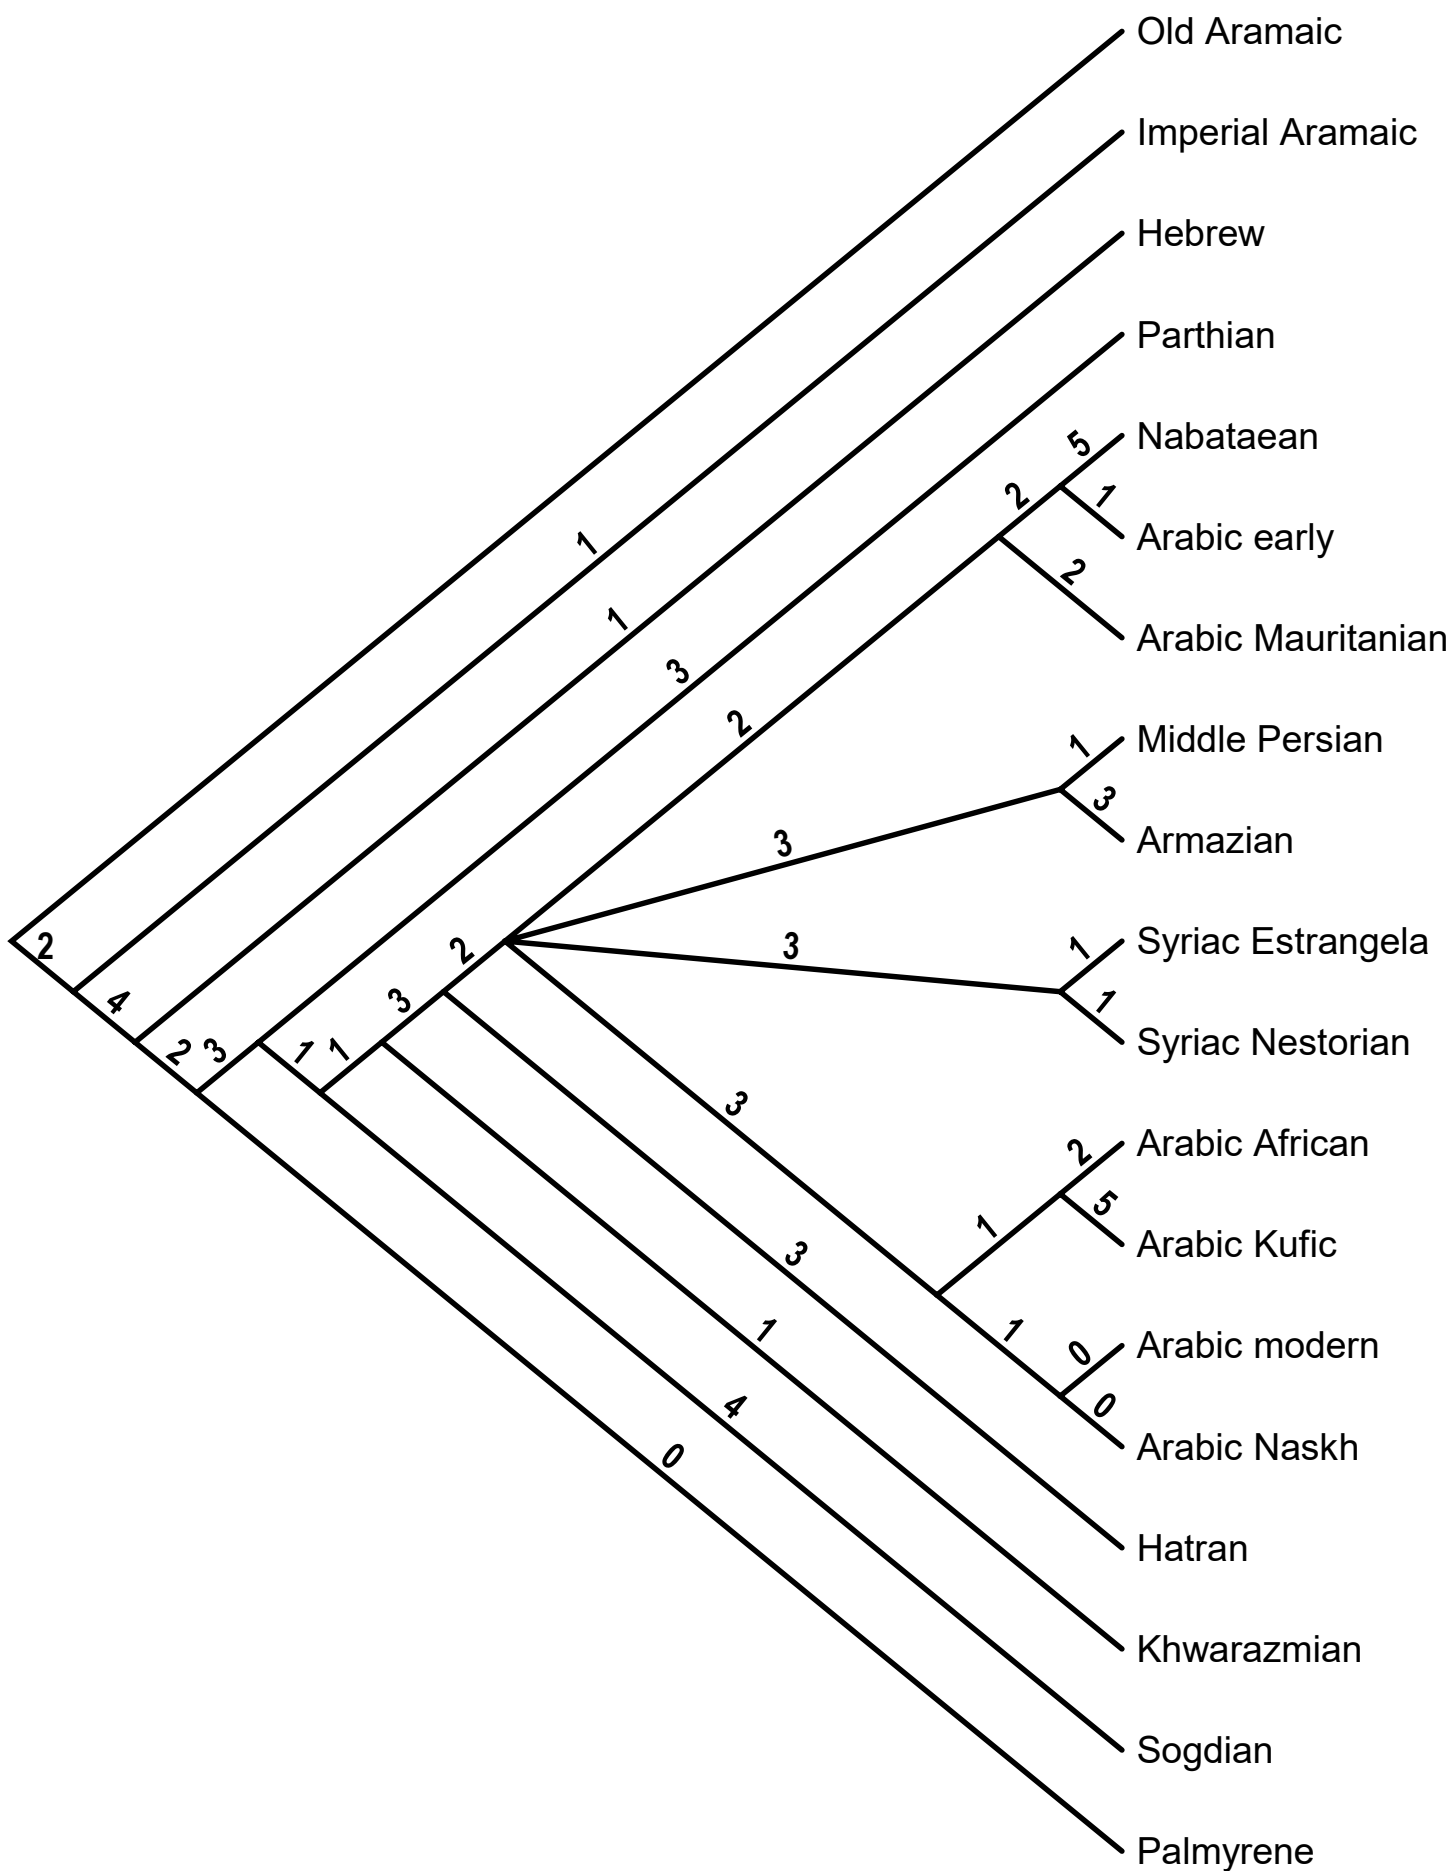 Old Aramaic
Imperial Aramaic
Hebrew
Parthian
5
Nabataean
2
1
Arabic early
1
2
1
Arabic Mauritanian
3
2
1
Middle Persian
3
3
Armazian
2
2
3
1
Syriac Estrangela
4
3
1
Syriac Nestorian
2
3
1
1
3
2
Arabic African
5
1
Arabic Kufic
3
1
1
0
Arabic modern
4
0
Arabic Naskh
0
Hatran
Khwarazmian
Sogdian
Palmyrene